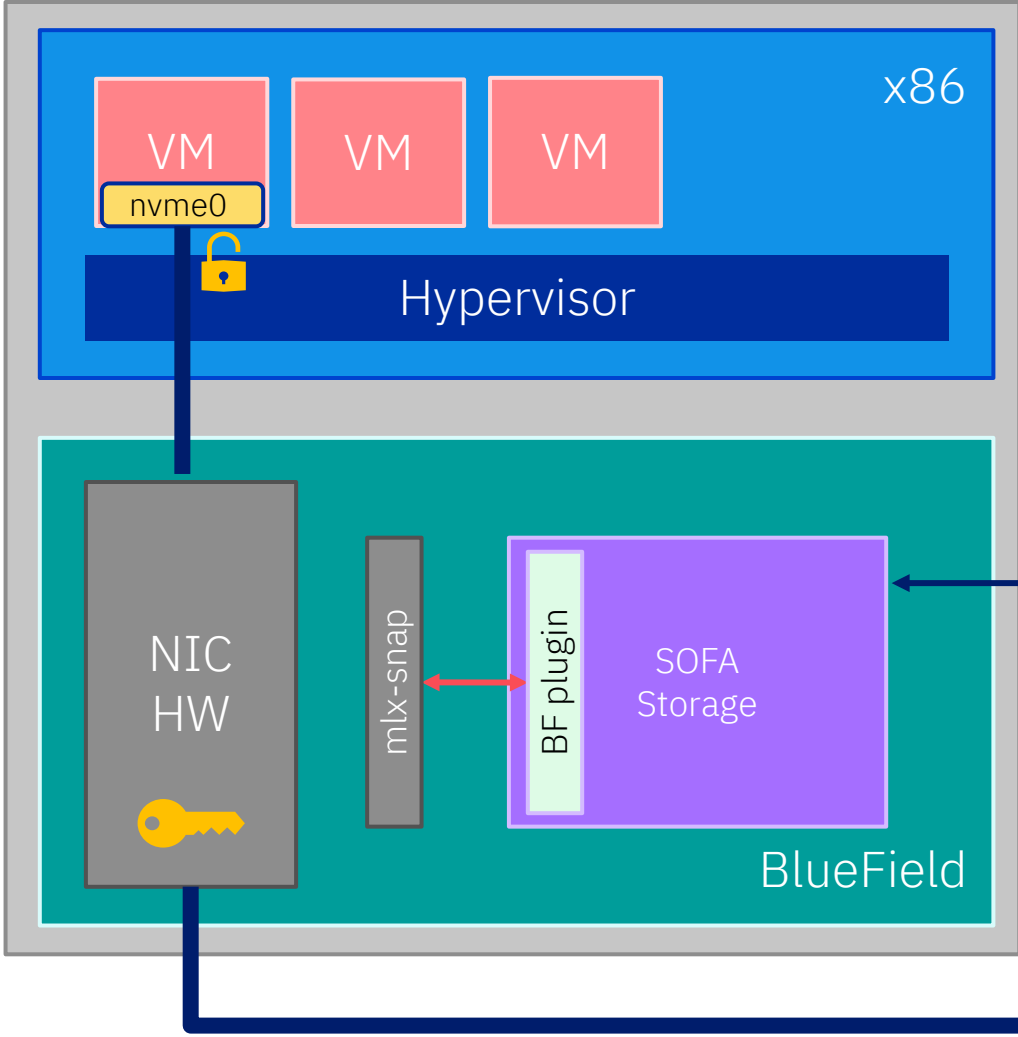 x86
VM
VM
VM
nvme0
Hypervisor
NIC
HW
mlx-snap
BF plugin
SOFA
Storage
BlueField